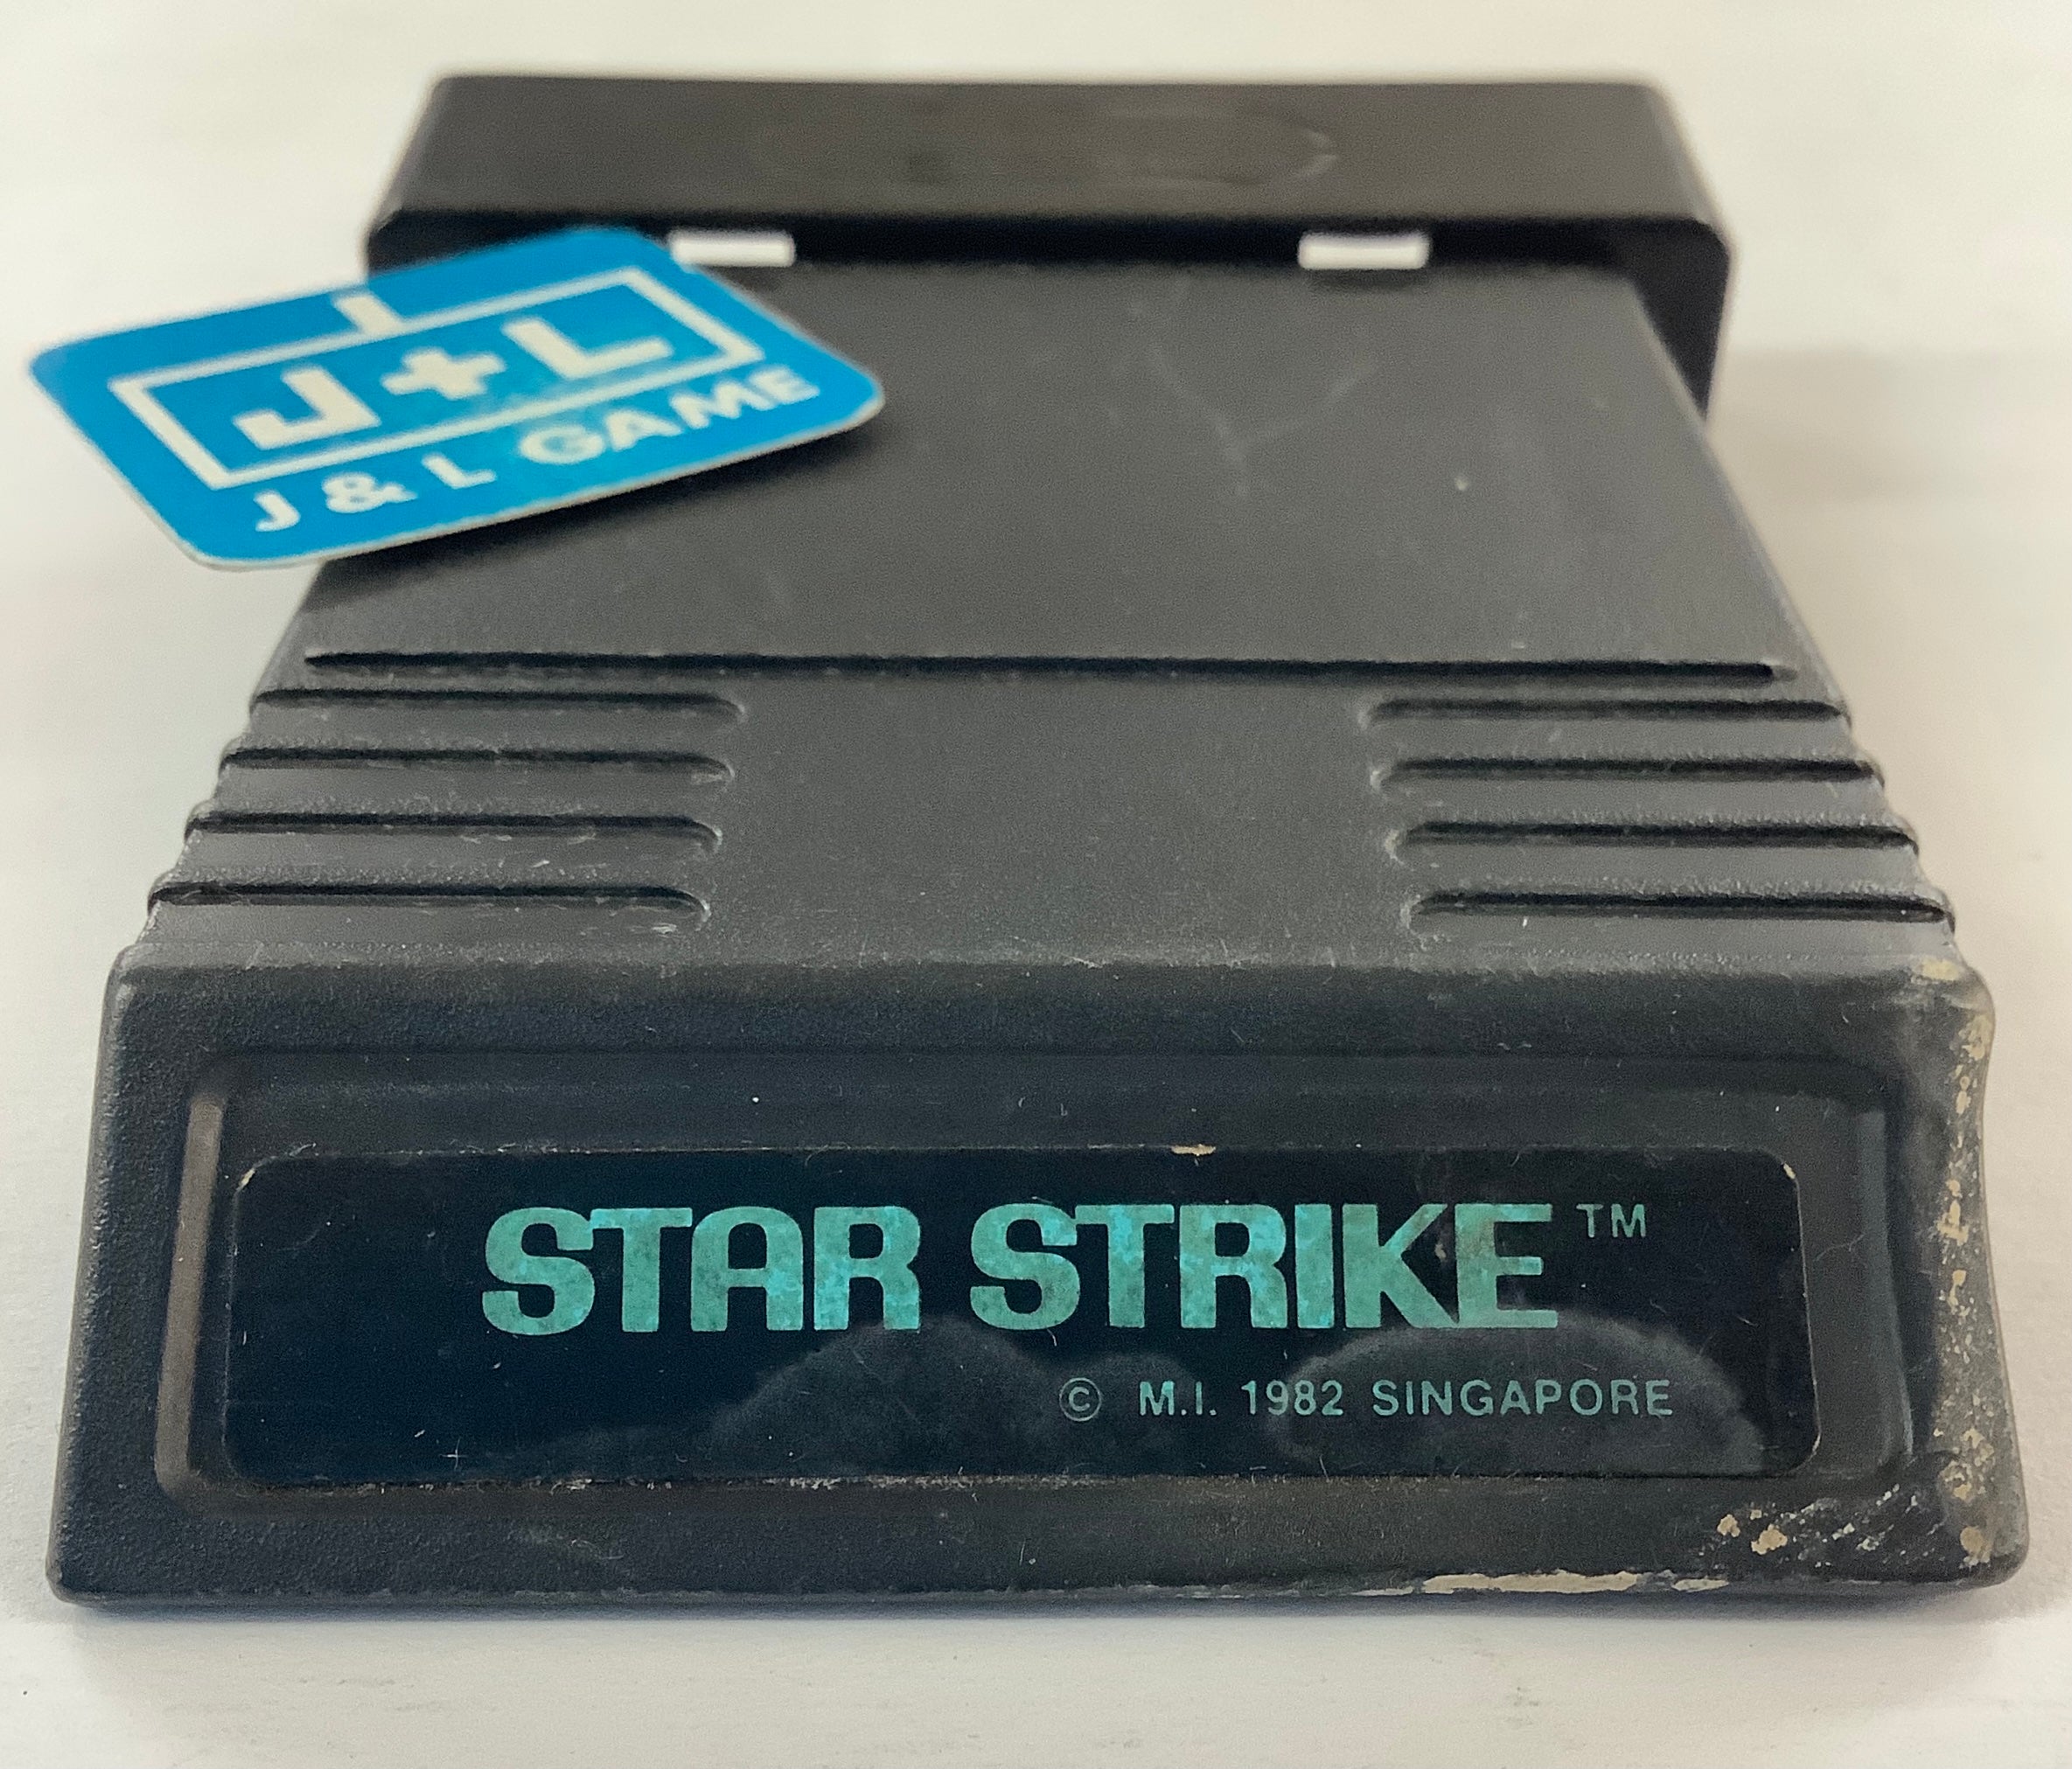 J+L
J & L GAME
STAR STRIKE™
© M.I. 1982 SINGAPORE